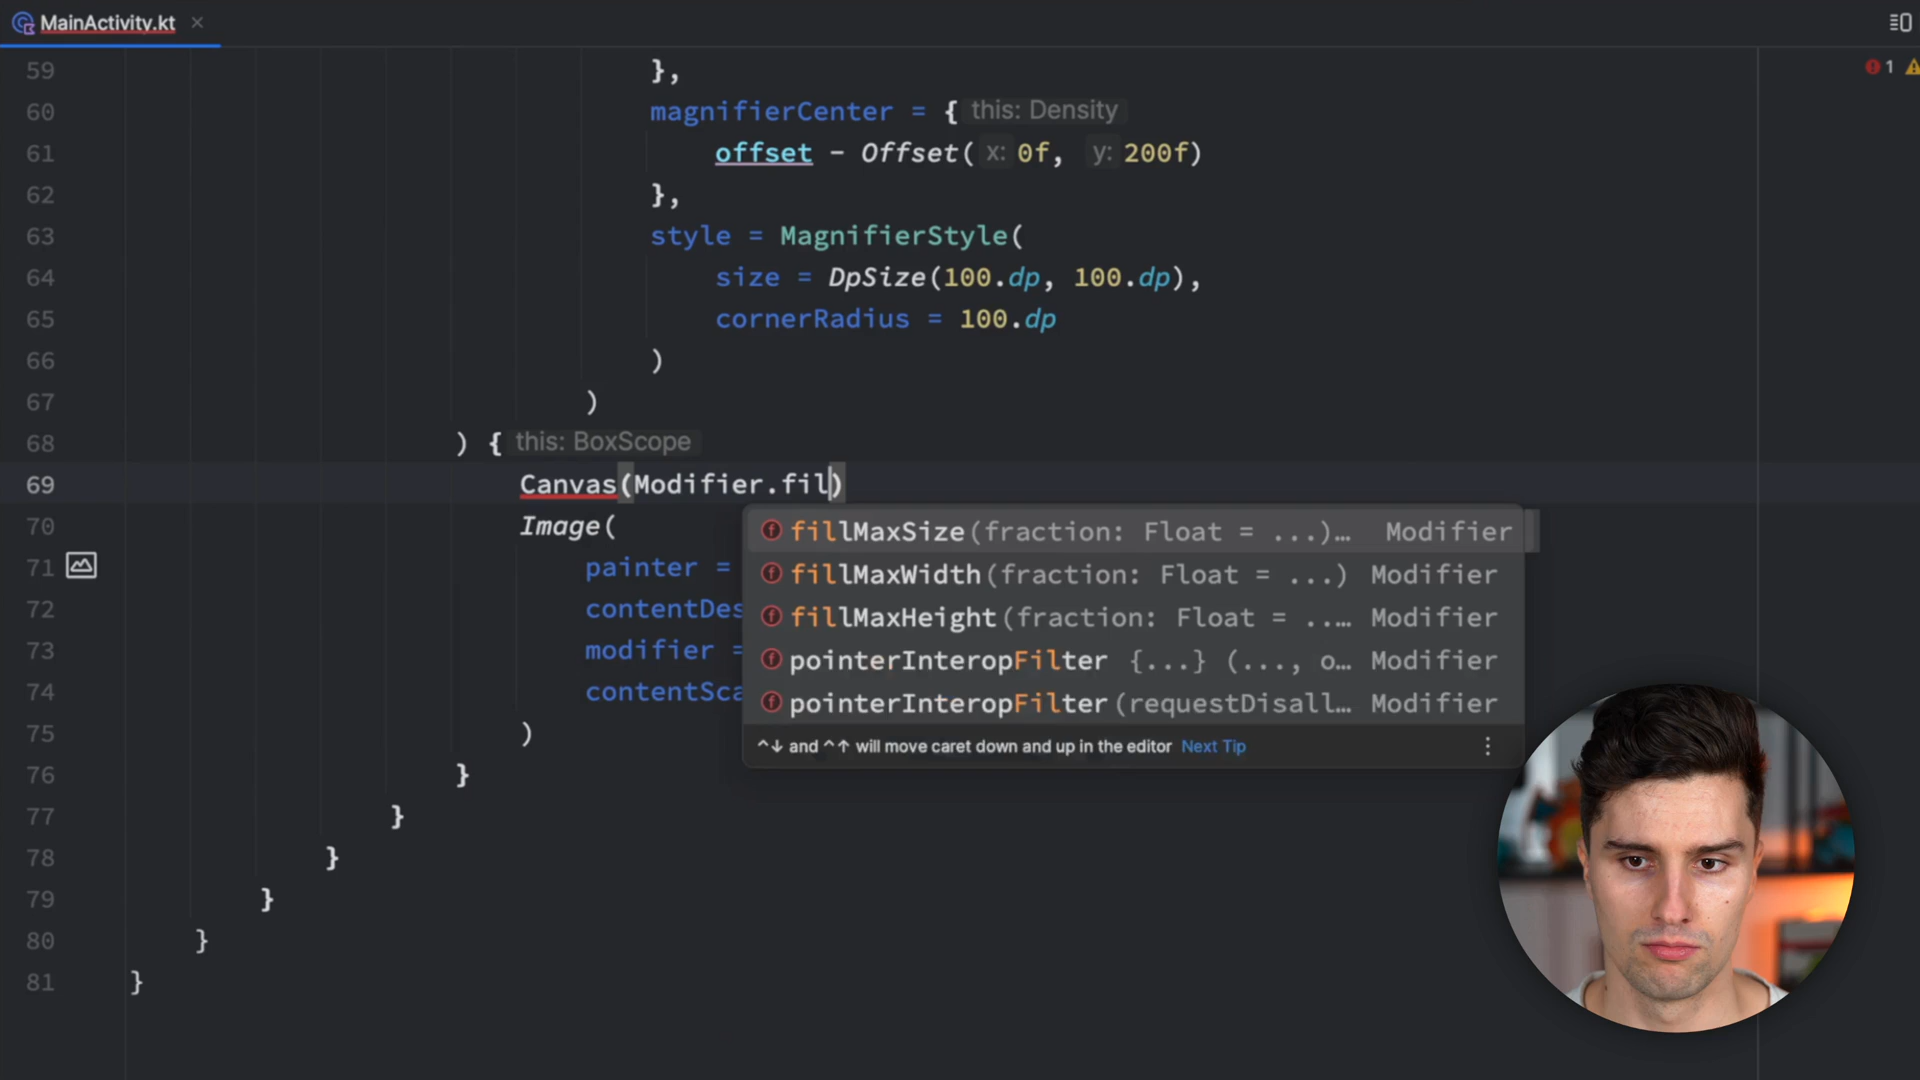 MainActivity.kt
1
59 },
60 magnifierCenter = { this: Density
61 offset - Offset( x: 0f, y: 200f)
62 },
63 style = MagnifierStyle(
64 size = DpSize(100.dp, 100.dp),
65 cornerRadius = 100.dp
66 )
67 )
68 ) { this: BoxScope
69 Canvas(Modifier.fil)
70 Image(
71 painter =
72 contentDes
73 modifier =
74 contentSca
75 )
76 }
77 }
78 }
79 }
80 }
81 }
fillMaxSize(fraction: Float = ...)… Modifier
fillMaxWidth(fraction: Float = ...) Modifier
fillMaxHeight(fraction: Float = ..… Modifier
pointerInteropFilter {...} (..., o… Modifier
pointerInteropFilter(requestDisall… Modifier
^↓ and ^↑ will move caret down and up in the editor Next Tip